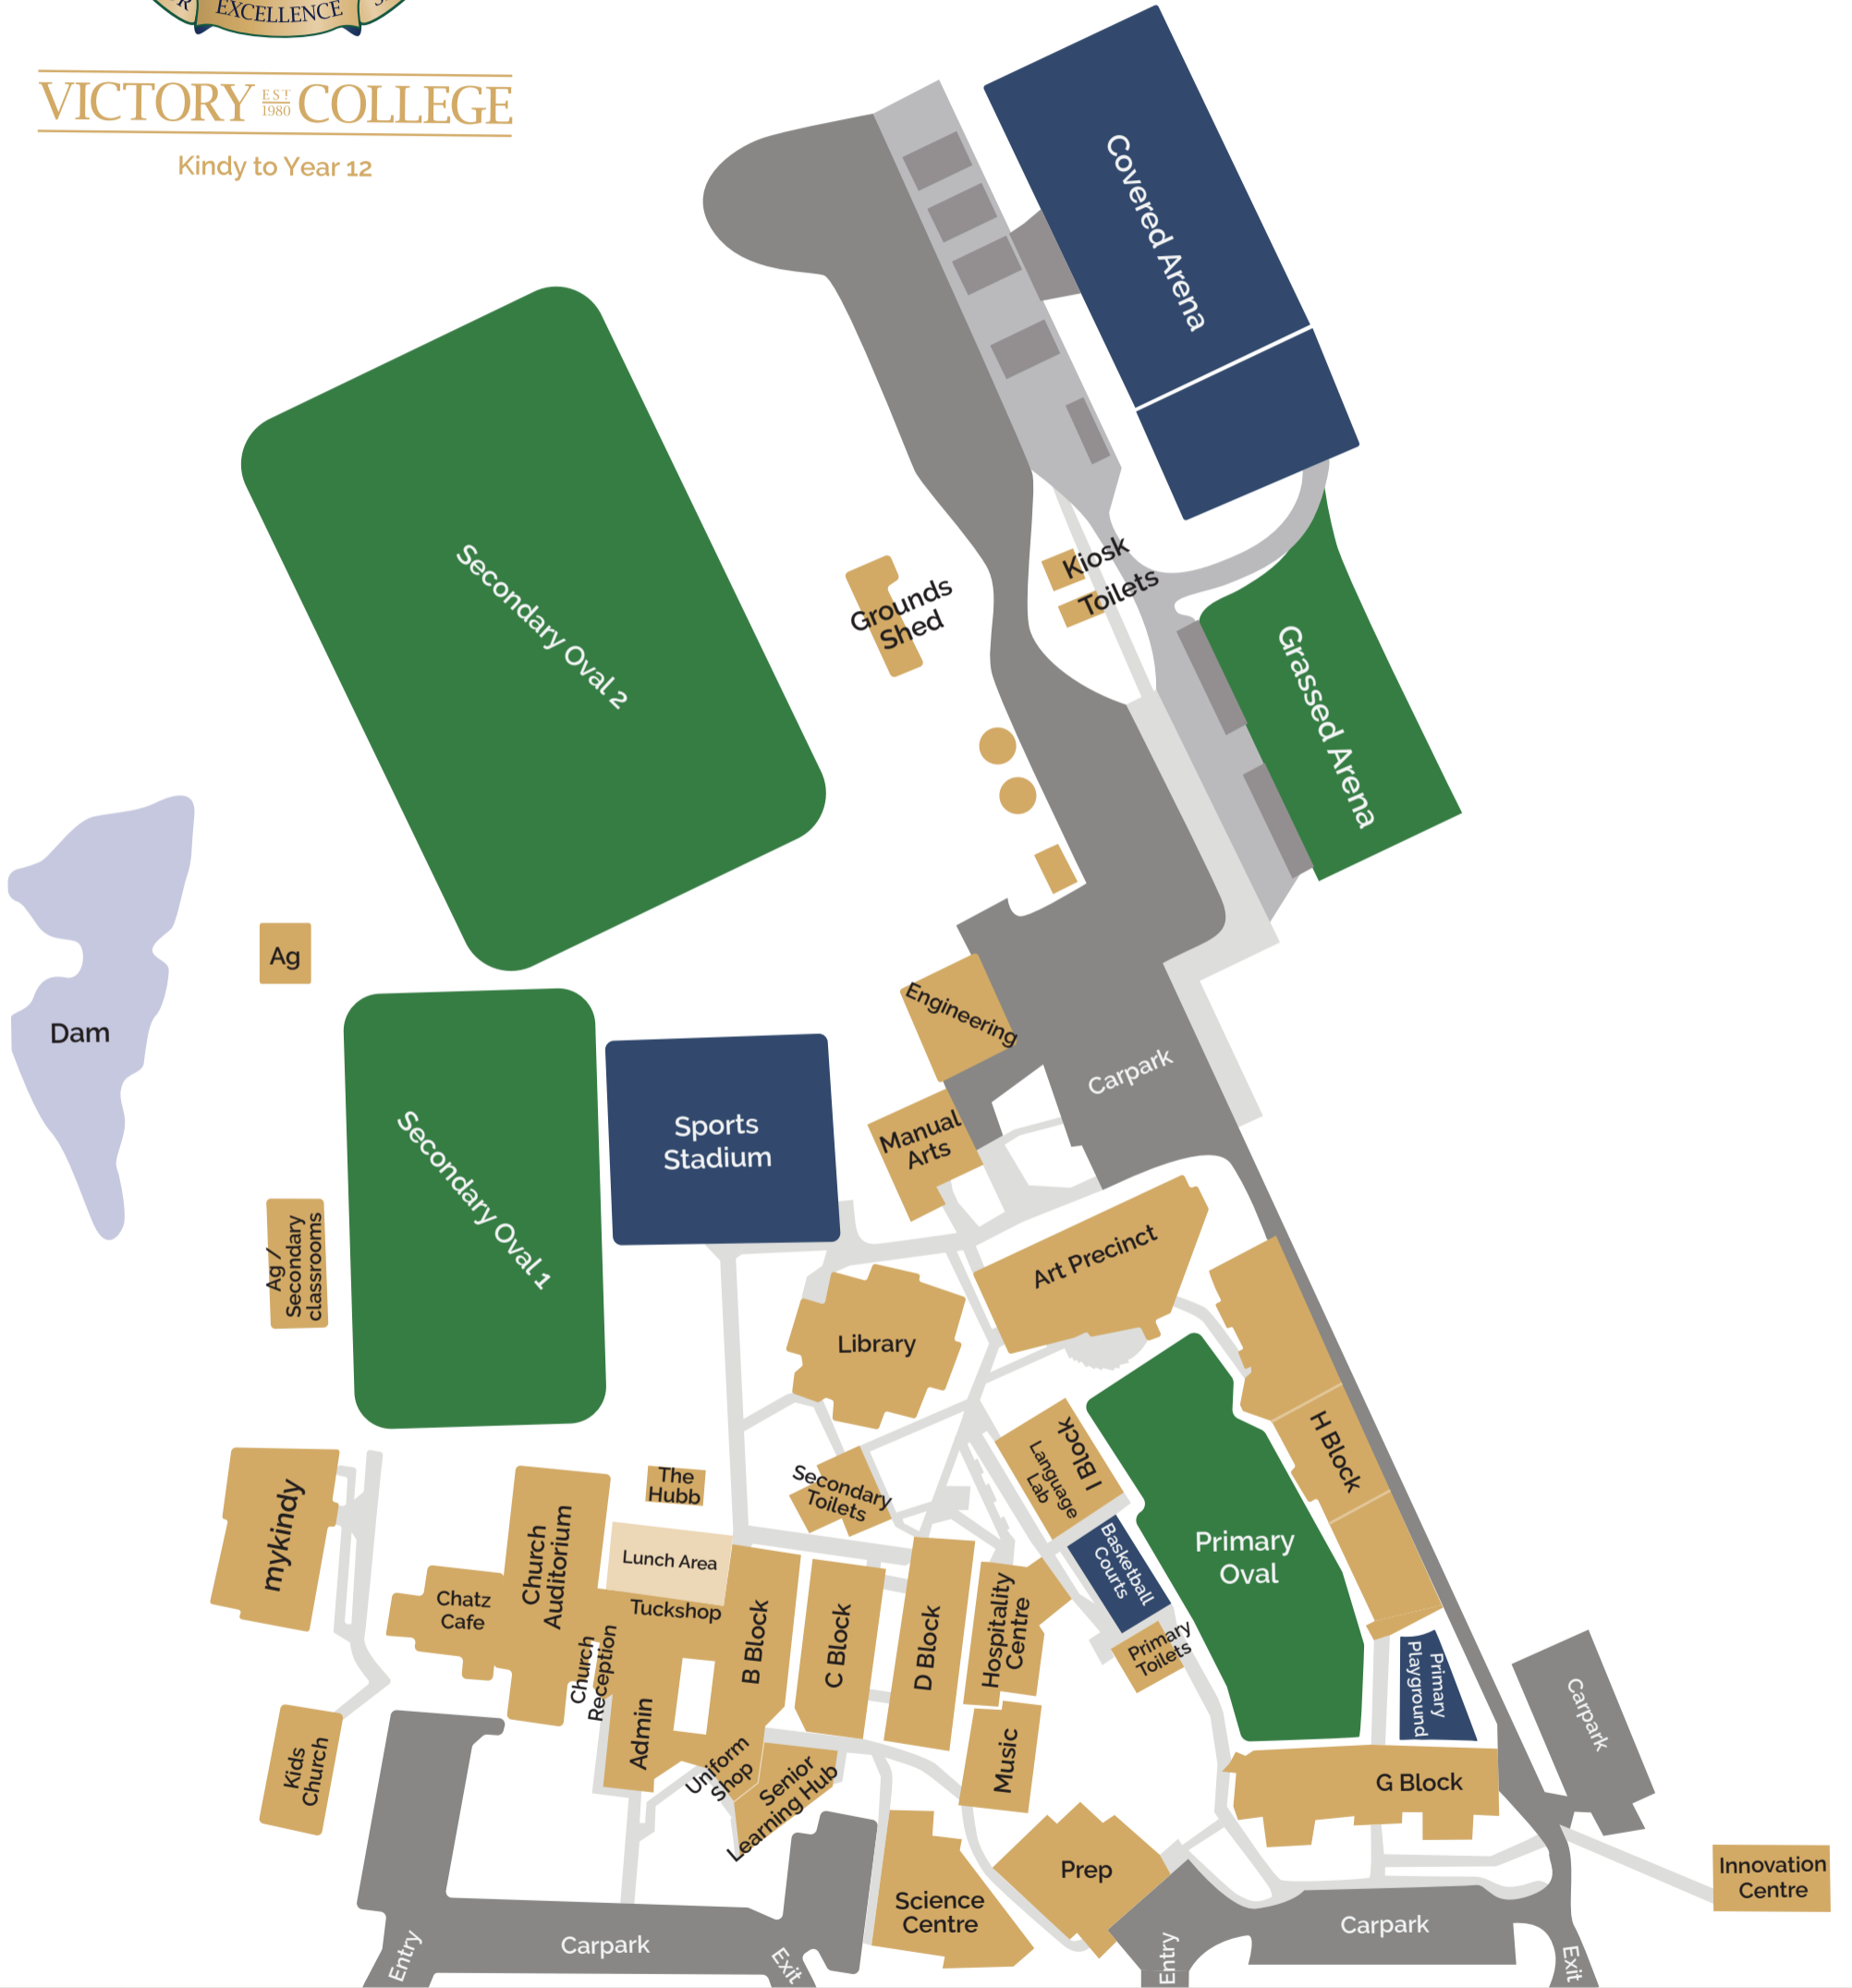 EXCELLENCE
VICTORY EST 1980 COLLEGE
Kindy to Year 12
Covered Arena
Secondary Oval 2
Kiosk
Toilets
Grounds
Shed
Grassed Arena
Ag
Dam
Engineering
Carpark
Sports
Stadium
Manual
Arts
Secondary Oval 1
Ag /
Secondary
classrooms
Art Precinct
Library
H Block
I Block
Language
Lab
mykindy
The
Hubb
Secondary
Toilets
Church
Auditorium
Lunch Area
Basketball
Courts
Primary
Oval
Chatz
Cafe
Tuckshop
B Block
C Block
D Block
Hospitality
Centre
Primary
Toilets
Church
Reception
Primary
Playground
Carpark
Admin
Kids
Church
Uniform
Shop
Senior
Learning Hub
Music
G Block
Prep
Science
Centre
Innovation
Centre
Carpark
Carpark
Entry
Exit
Entry
Exit